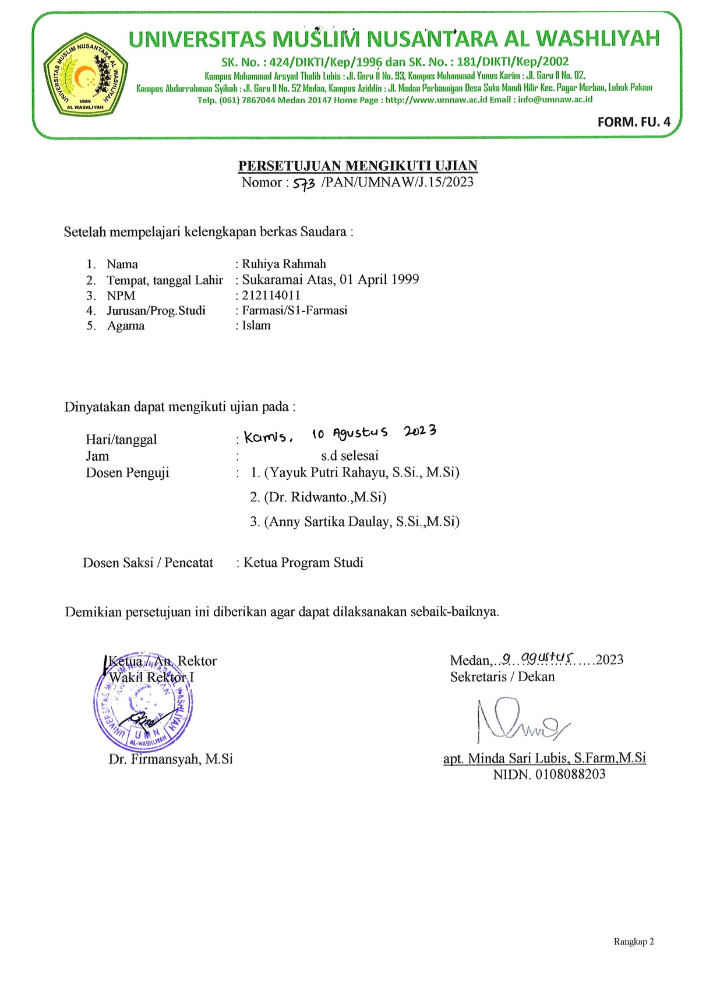 UNIVERSITAS MUSLIM NUSANTARA AL WASHLIYAH
UMN
AL WASHLIYAH
UNIVERSITAS MUSLIM NUSANTARA AL WASHLIYAH
SK. No. : 424/DIKTI/Kep/1996 dan SK. No. : 181/DIKTI/Kep/2002
Kampus Muhammad Arsyad Thalib Lubis : Jl. Garu II No. 93, Kampus Muhammad Yunus Karim : Jl. Garu II No. 02,
Kampus Abdurrahman Syihab : Jl. Garu II No. 52 Medan, Kampus Aziddin : Jl. Medan Perbaungan Desa Suka Mandi Hilir Kec. Pagar Merbau, Lubuk Pakam
Telp. (061) 7867044 Medan 20147 Home Page : http://www.umnaw.ac.id Email : info@umnaw.ac.id
FORM. FU. 4
PERSETUJUAN MENGIKUTI UJIAN
Nomor : 573 /PAN/UMNAW/J.15/2023
Setelah mempelajari kelengkapan berkas Saudara :
1. Nama : Ruhiya Rahmah
2. Tempat, tanggal Lahir : Sukaramai Atas, 01 April 1999
3. NPM : 212114011
4. Jurusan/Prog.Studi : Farmasi/S1-Farmasi
5. Agama : Islam
Dinyatakan dapat mengikuti ujian pada :
Hari/tanggal : Kamis, 10 Agustus 2023
Jam : s.d selesai
Dosen Penguji : 1. (Yayuk Putri Rahayu, S.Si., M.Si)
2. (Dr. Ridwanto.,M.Si)
3. (Anny Sartika Daulay, S.Si.,M.Si)
Dosen Saksi / Pencatat : Ketua Program Studi
Demikian persetujuan ini diberikan agar dapat dilaksanakan sebaik-baiknya.
Ketua / An. Rektor
Wakil Rektor I
UNIVERSITAS MUSLIM NUSANTARA AL WASHLIYAH
UMN
AL-WASHLIYAH
Dr. Firmansyah, M.Si
Medan, 9 agustus 2023
Sekretaris / Dekan
apt. Minda Sari Lubis, S.Farm,M.Si
NIDN. 0108088203
Rangkap 2